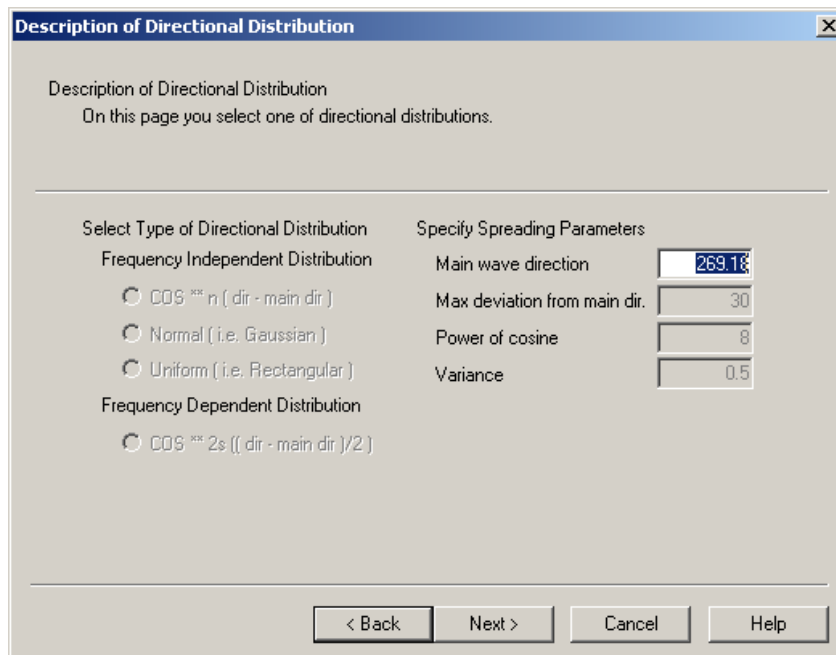 Description of Directional Distribution
Description of Directional Distribution
On this page you select one of directional distributions.
Select Type of Directional Distribution
Frequency Independent Distribution
COS ** n ( dir - main dir )
Normal ( i.e. Gaussian )
Uniform ( i.e. Rectangular )
Frequency Dependent Distribution
COS ** 2s (( dir - main dir )/2 )
Specify Spreading Parameters
Main wave direction 269.18
Max deviation from main dir. 30
Power of cosine 8
Variance 0.5
< Back Next > Cancel Help